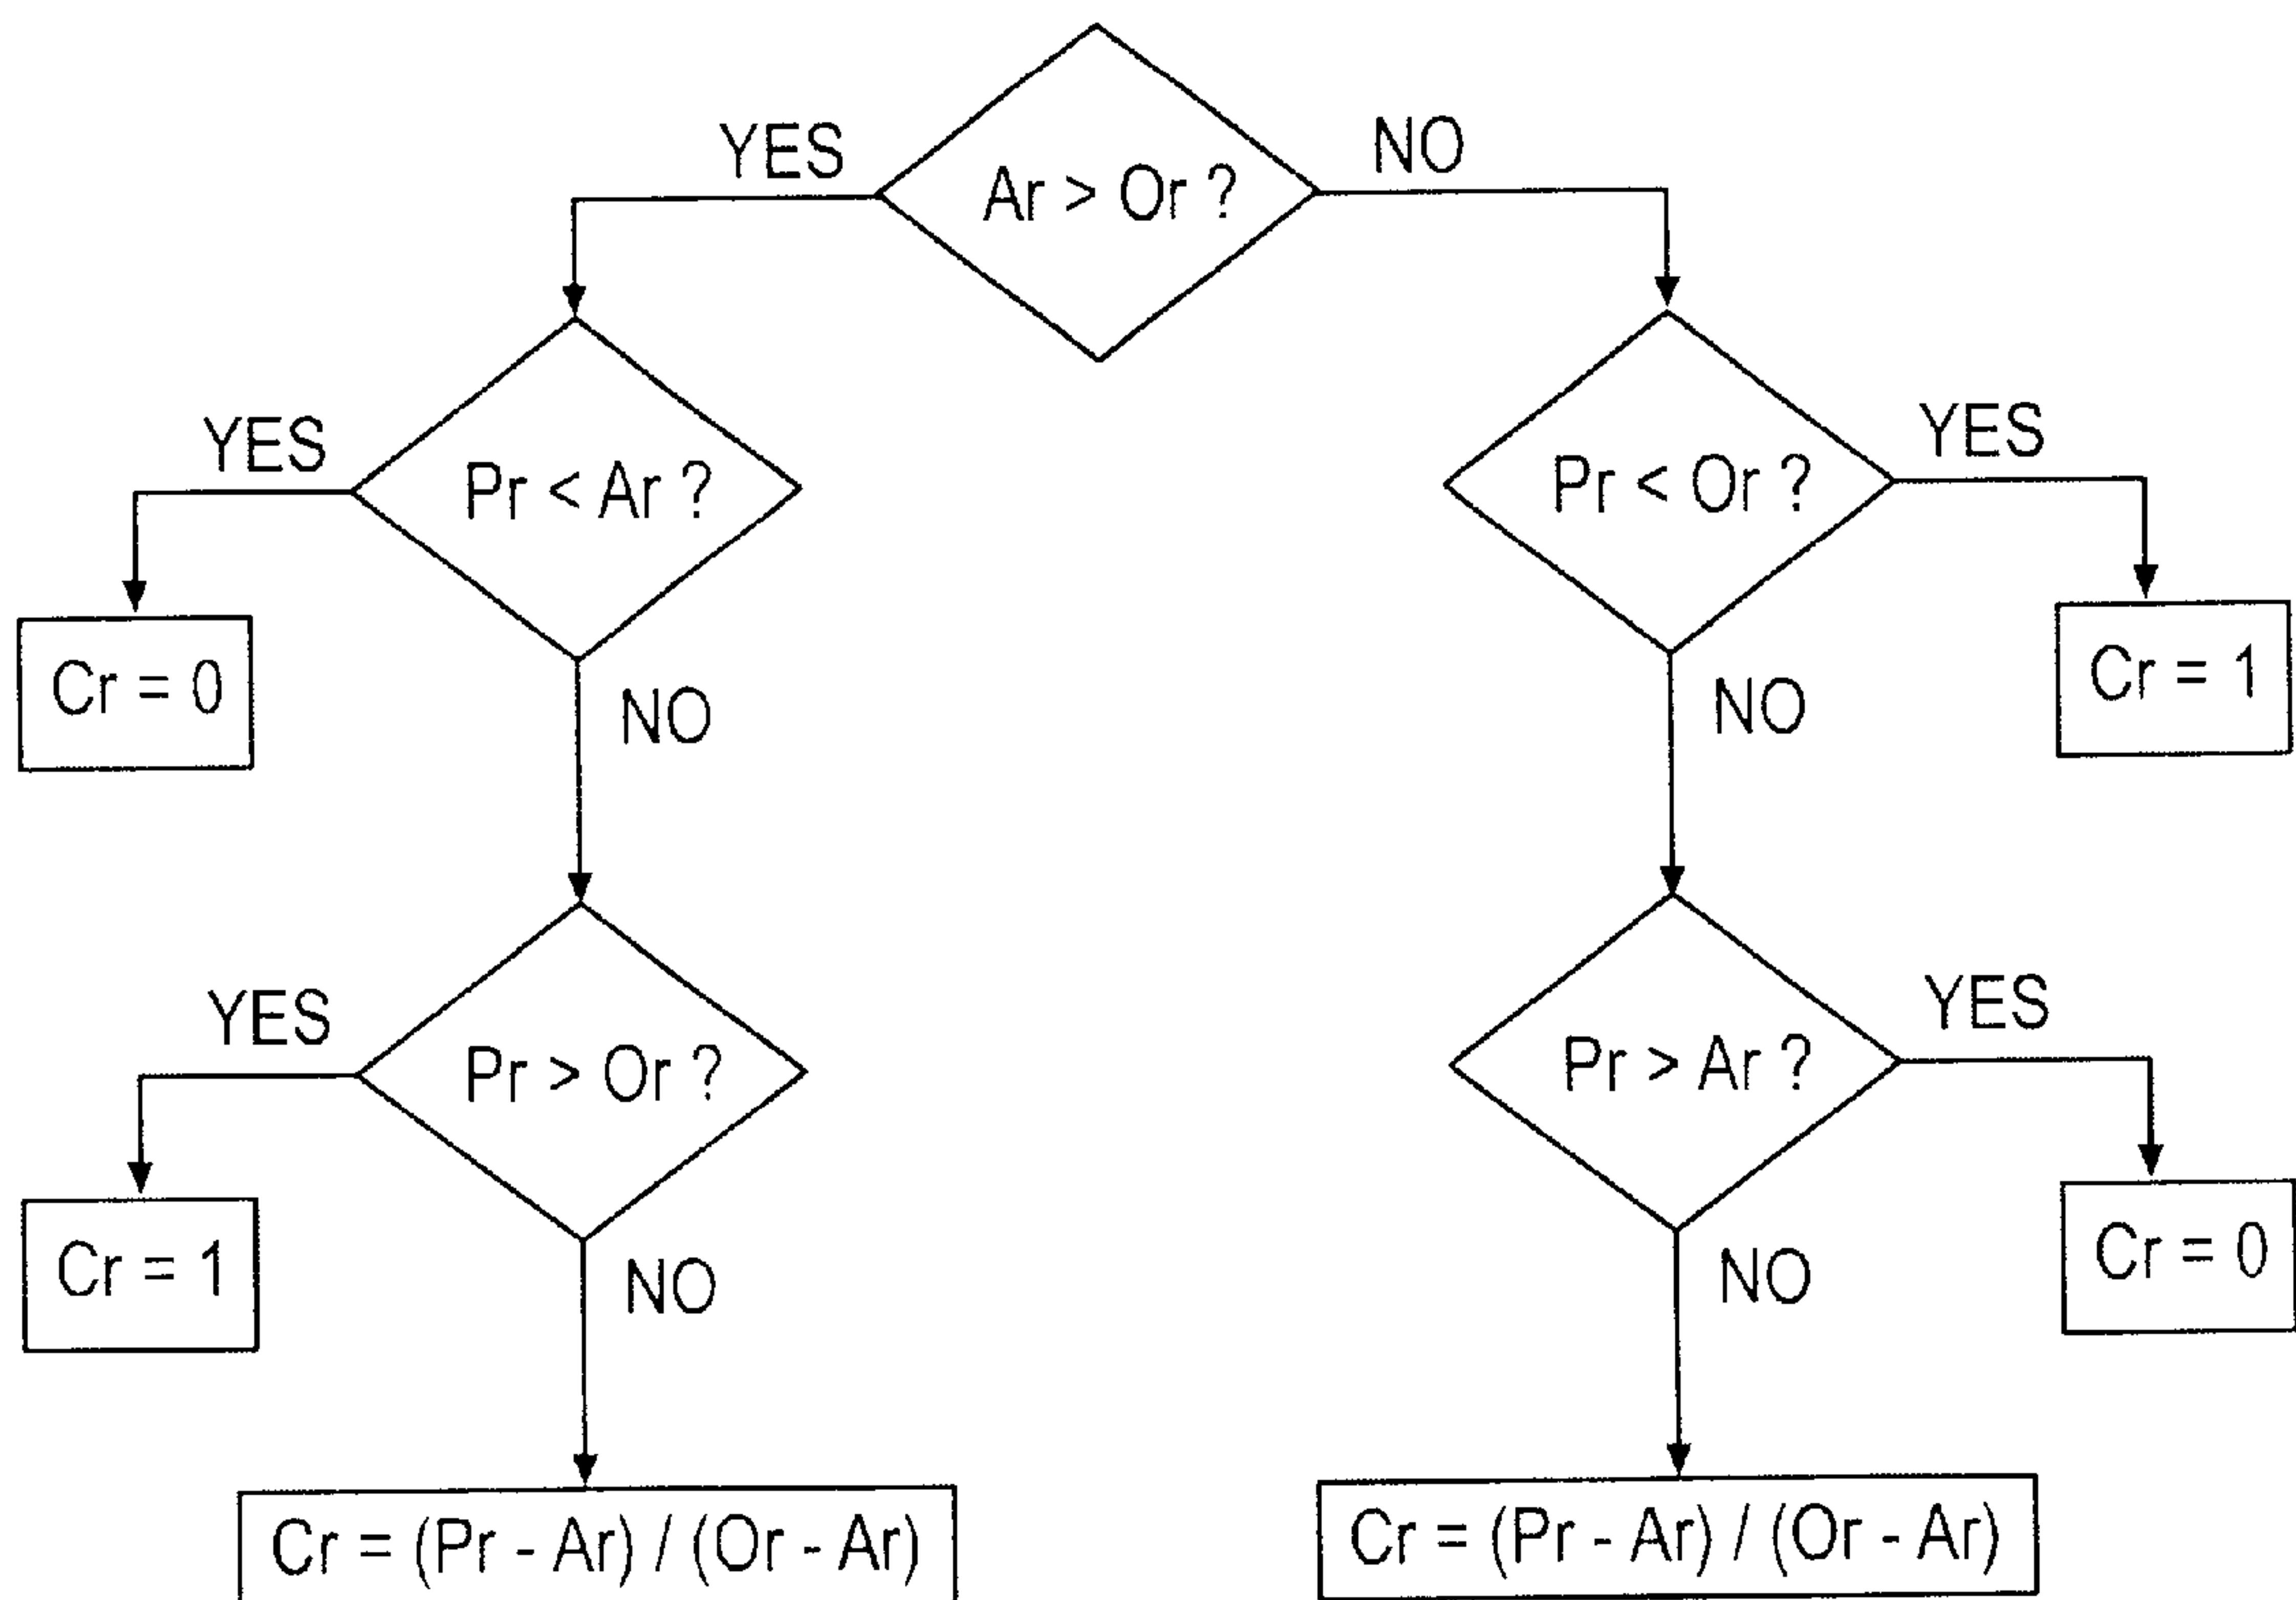 YES
NO
Ar > Or ?
YES
Pr < Ar ?
Pr < Or ?
YES
Cr = 0
NO
NO
Cr = 1
YES
Pr > Or ?
Pr > Ar ?
YES
Cr = 1
NO
NO
Cr = 0
Cr = (Pr - Ar) / (Or - Ar)
Cr = (Pr - Ar) / (Or - Ar)